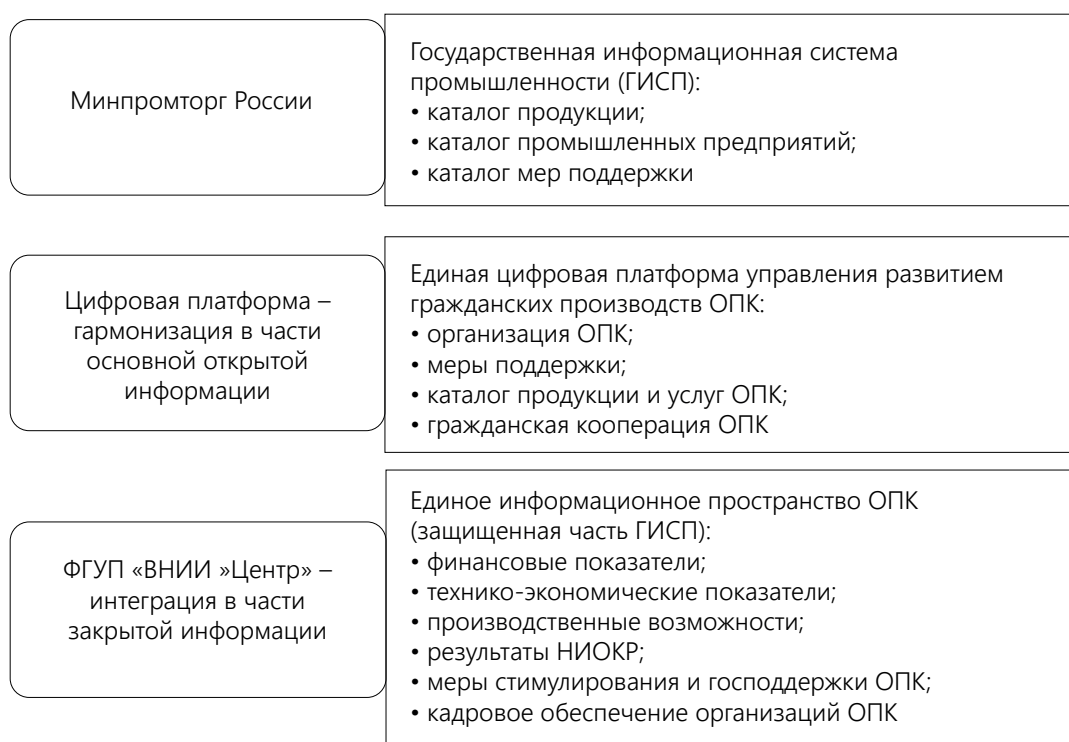 Минпромторг России
Государственная информационная система
промышленности (ГИСП):
• каталог продукции;
• каталог промышленных предприятий;
• каталог мер поддержки
Цифровая платформа –
гармонизация в части
основной открытой
информации
Единая цифровая платформа управления развитием
гражданских производств ОПК:
• организация ОПК;
• меры поддержки;
• каталог продукции и услуг ОПК;
• гражданская кооперация ОПК
ФГУП «ВНИИ »Центр» –
интеграция в части
закрытой информации
Единое информационное пространство ОПК
(защищенная часть ГИСП):
• финансовые показатели;
• технико-экономические показатели;
• производственные возможности;
• результаты НИОКР;
• меры стимулирования и господдержки ОПК;
• кадровое обеспечение организаций ОПК